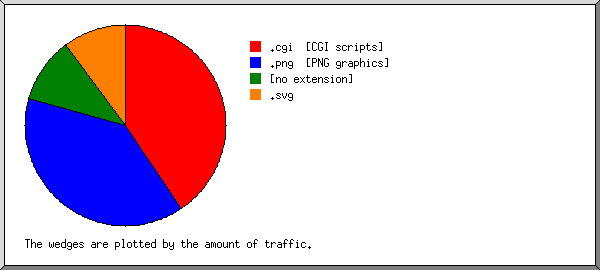 .cgi  [CGI scripts]
.png  [PNG graphics]
[no extension]
.svg
The wedges are plotted by the amount of traffic.